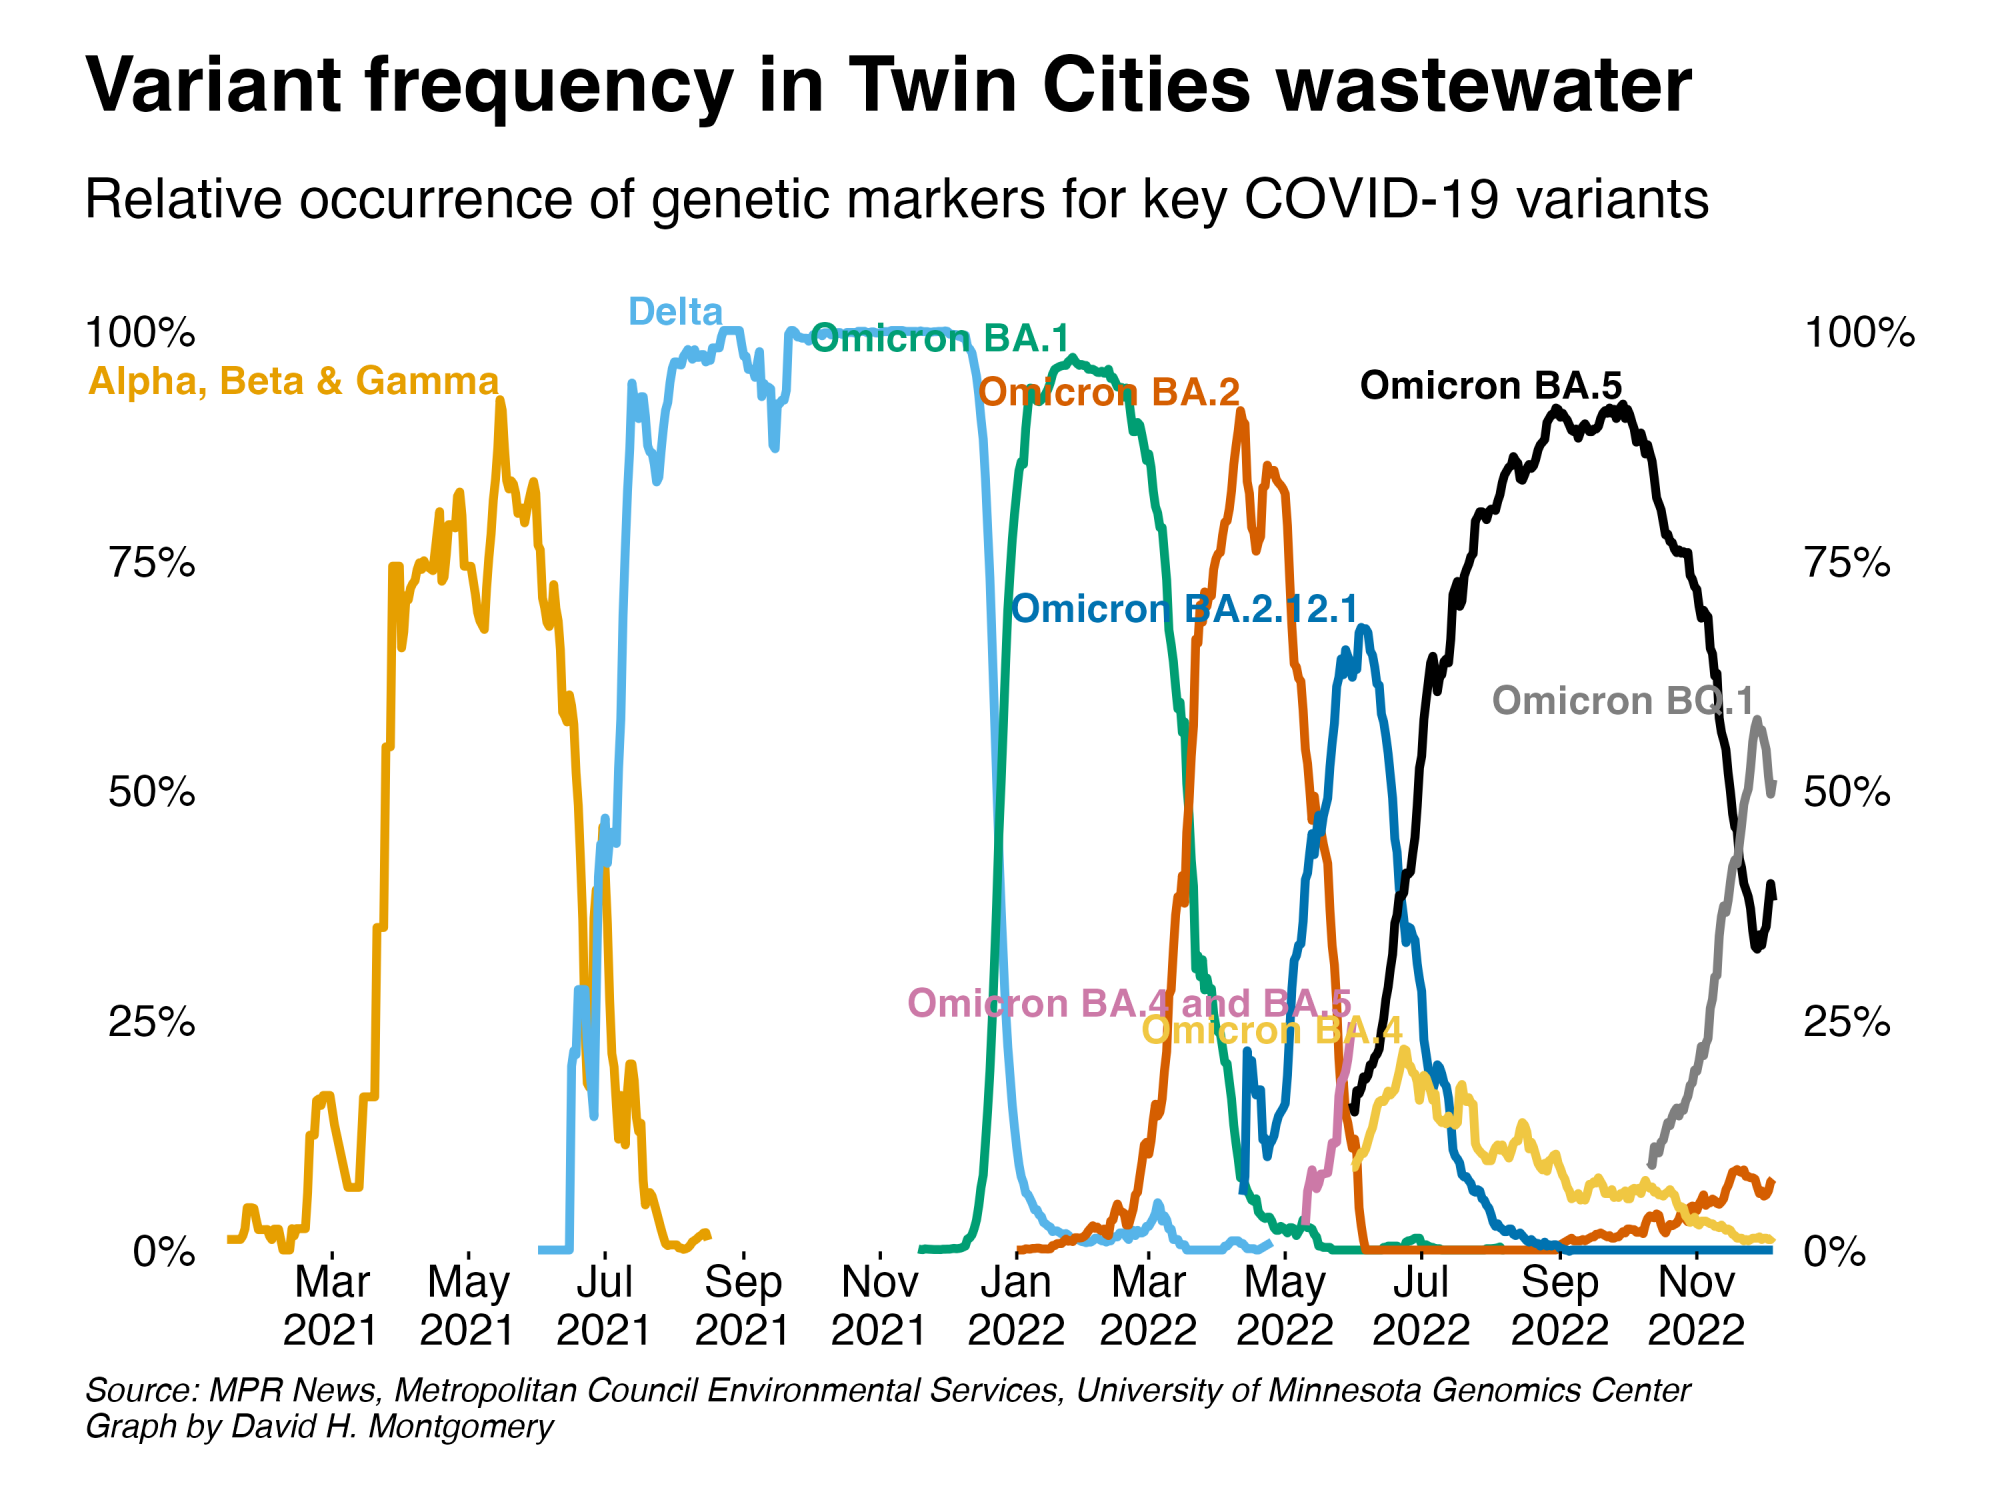 Variant frequency in Twin Cities wastewater
Relative occurrence of genetic markers for key COVID-19 variants
Delta
100%
Omicron BA.1
100%
Alpha, Beta & Gamma
Omicron BA.2
Omicron BA.5
75%
75%
Omicron BA.2.12.1
Omicron BQ.1
50%
50%
Omicron BA.4 and BA.5
25%
Omicron BA.4
25%
0%
0%
Mar May Jul Sep Nov Jan Mar May Jul Sep Nov
2021 2021 2021 2021 2021 2022 2022 2022 2022 2022 2022
Source: MPR News, Metropolitan Council Environmental Services, University of Minnesota Genomics Center
Graph by David H. Montgomery